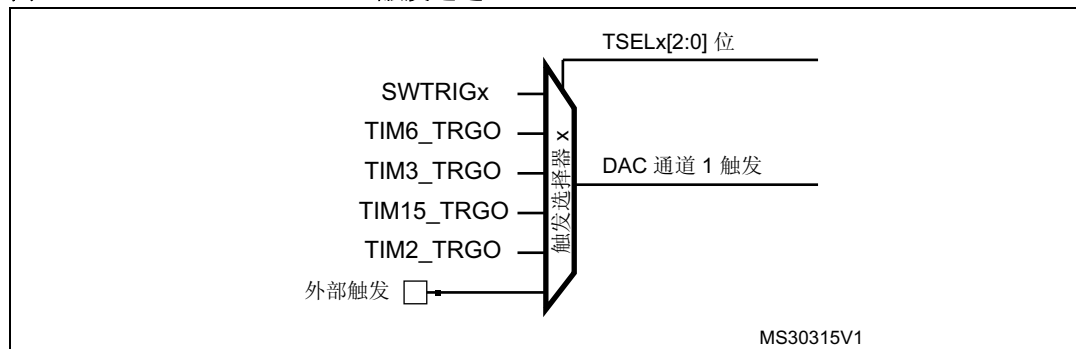 TSELx[2:0] 位
SWTRIGx
TIM6_TRGO
TIM3_TRGO
TIM15_TRGO
TIM2_TRGO
外部触发
触发选择器 x
DAC 通道 1 触发
MS30315V1